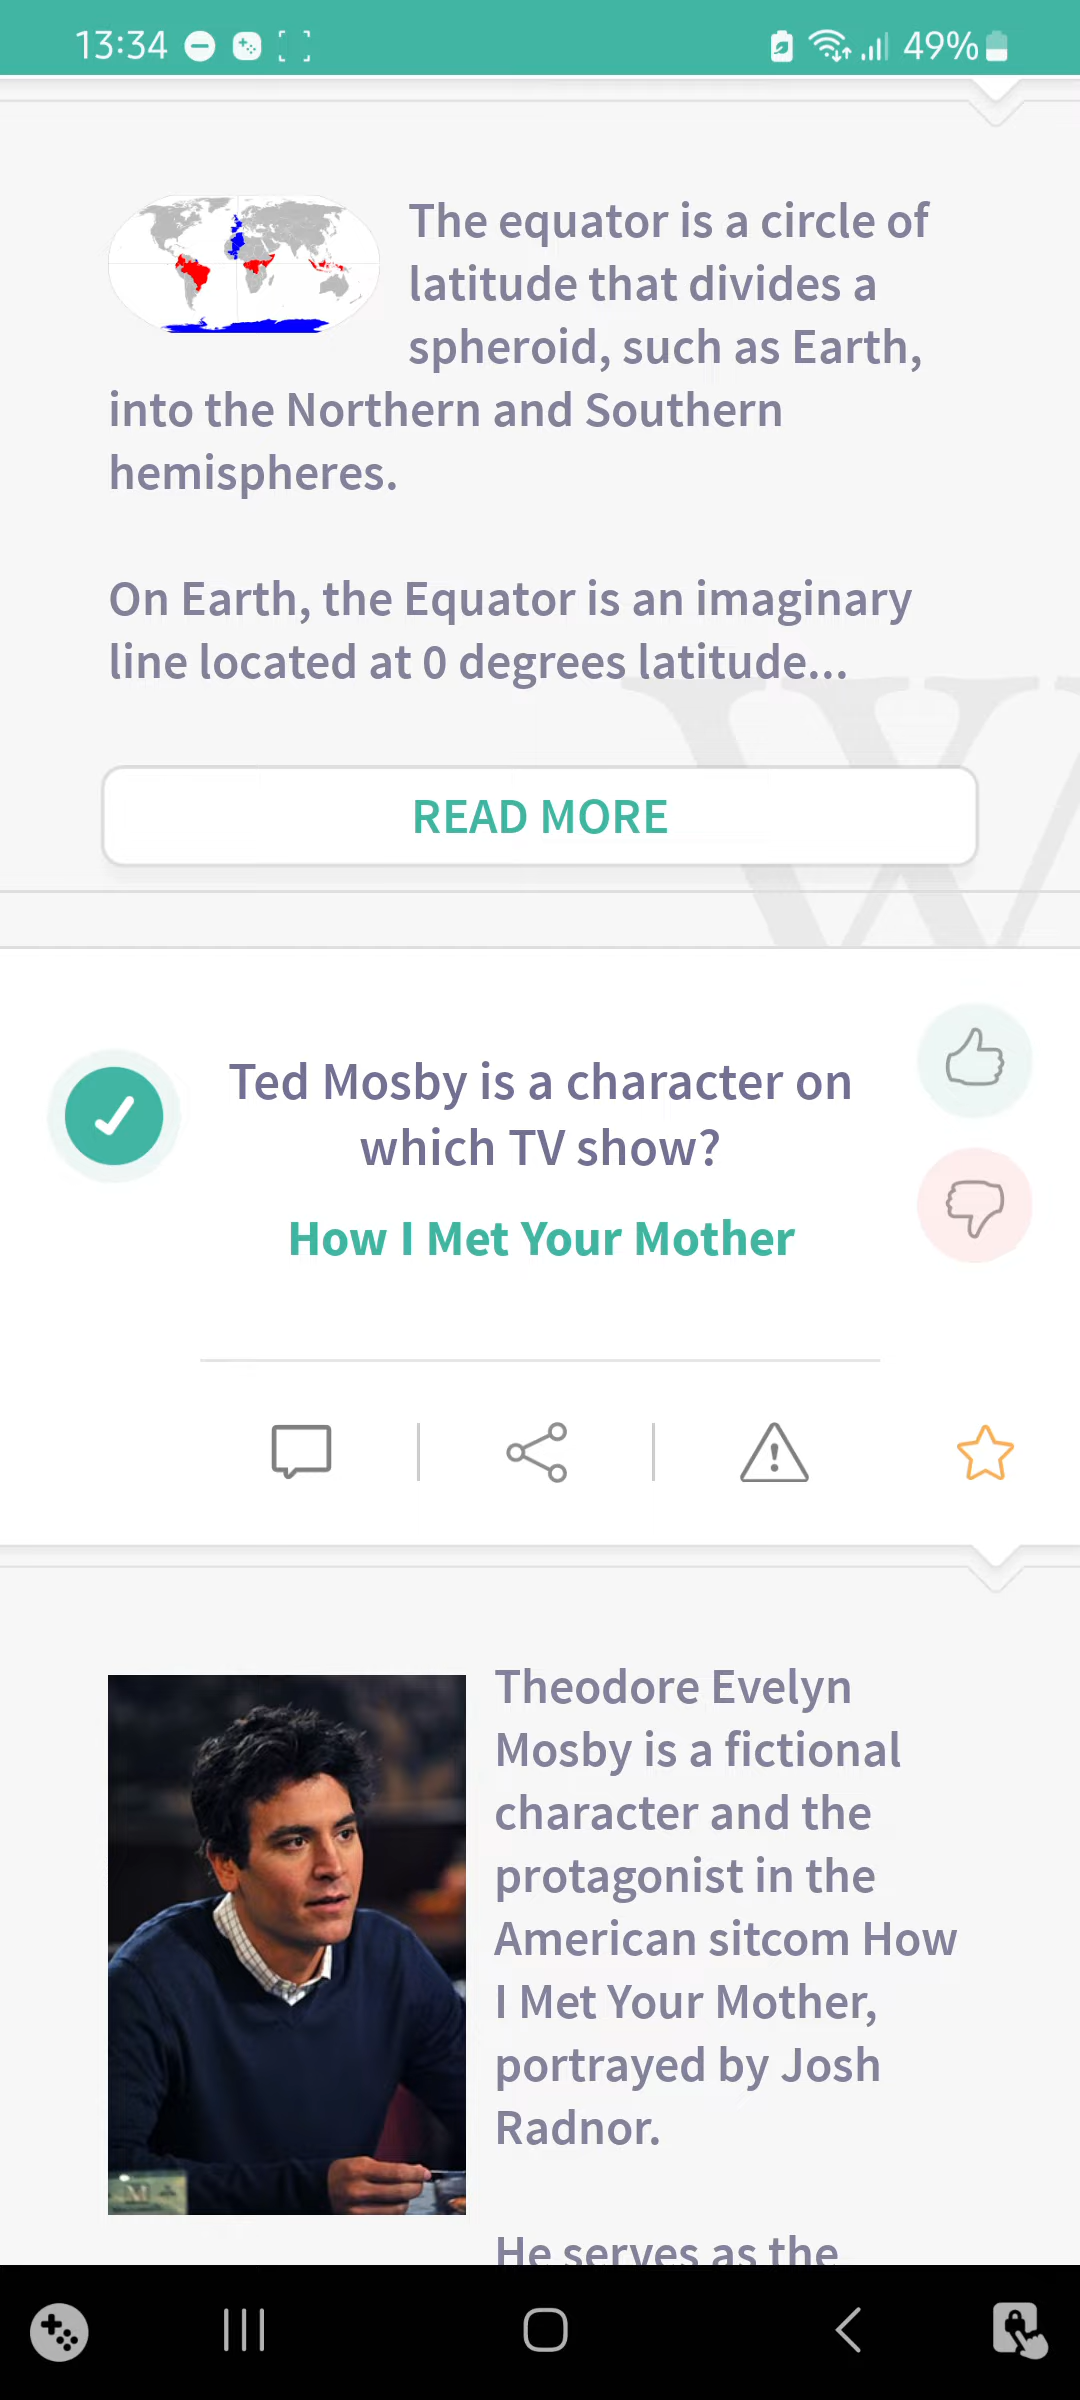 13:34
49%
The equator is a circle of
latitude that divides a
spheroid, such as Earth,
into the Northern and Southern
hemispheres.
On Earth, the Equator is an imaginary
line located at 0 degrees latitude...
READ MORE
Ted Mosby is a character on
which TV show?
How I Met Your Mother
Theodore Evelyn
Mosby is a fictional
character and the
protagonist in the
American sitcom How
I Met Your Mother,
portrayed by Josh
Radnor.
He serves as the